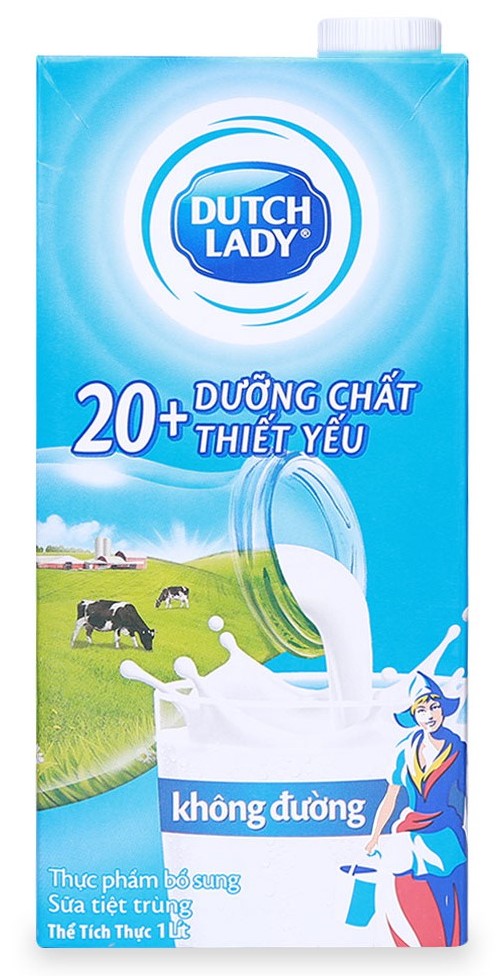 DUTCH
LADY®
20+ DƯỠNG CHẤT
THIẾT YẾU
không đường
Thực phẩm bổ sung
Sữa tiệt trùng
Thể Tích Thực 1 Lít